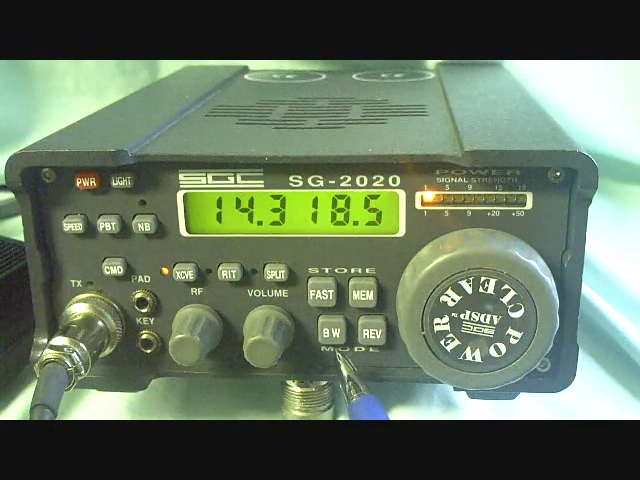 POWER
SIGNAL STRENGTH
1 5 9 15 18
1 5 9 +20 +50
PWR LIGHT
SGC SG-2020
14.318.5
SPEED PBT NB
CMD
XCVE RIT SPLIT
STORE
FAST MEM
BW REV
MODE
TX
PAD
KEY
RF
VOLUME
POWER CLEAR
SGC
ADSP™